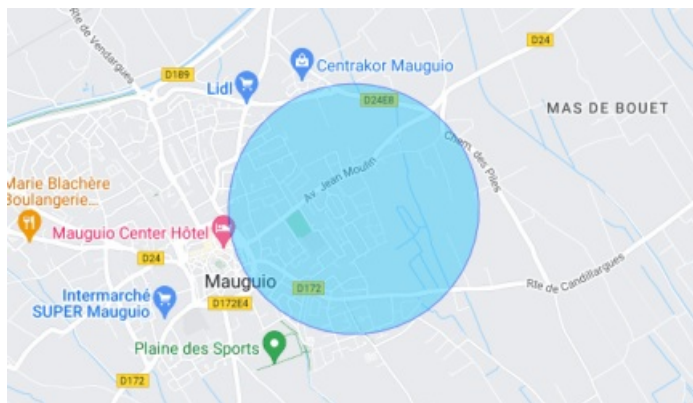 Rte de Vendargues
D189
Lidl
Centrakor Mauguio
D24
D24E8
MAS DE BOUET
Chem. des Piles
Av. Jean Moulin
Marie Blachère
Boulangerie...
Mauguio Center Hôtel
D24
Mauguio
D172
Rte de Candillargues
Intermarché
SUPER Mauguio
D172E4
Plaine des Sports
D172